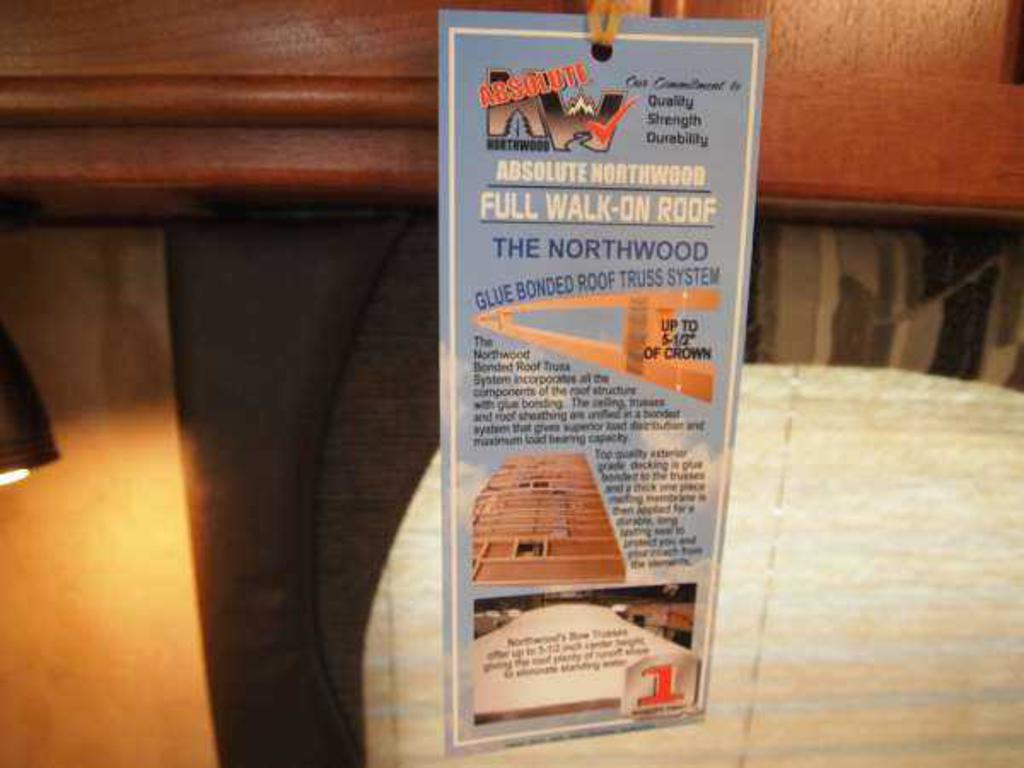 ABSOLUTE
NW
NORTHWOOD
Our Commitment to
Quality
Strength
Durability
ABSOLUTE NORTHWOOD
FULL WALK-ON ROOF
THE NORTHWOOD
GLUE BONDED ROOF TRUSS SYSTEM
UP TO
5-1/2"
OF CROWN
The
Northwood
Bonded Roof Truss
System incorporates all the
components of the roof structure
with glue bonding. The ceiling, trusses
and roof sheathing are unified in a bonded
system that gives superior load distribution and
maximum load bearing capacity.
Top quality exterior
grade decking is glue
bonded to the trusses
and a thick one piece
roofing membrane is
then applied for a
durable, long
lasting seal to
protect you and
your coach from
the elements.
Northwood's Bow Trusses
offer up to 5-1/2 inch center height,
giving the roof plenty of runoff slope
to eliminate standing water.
1